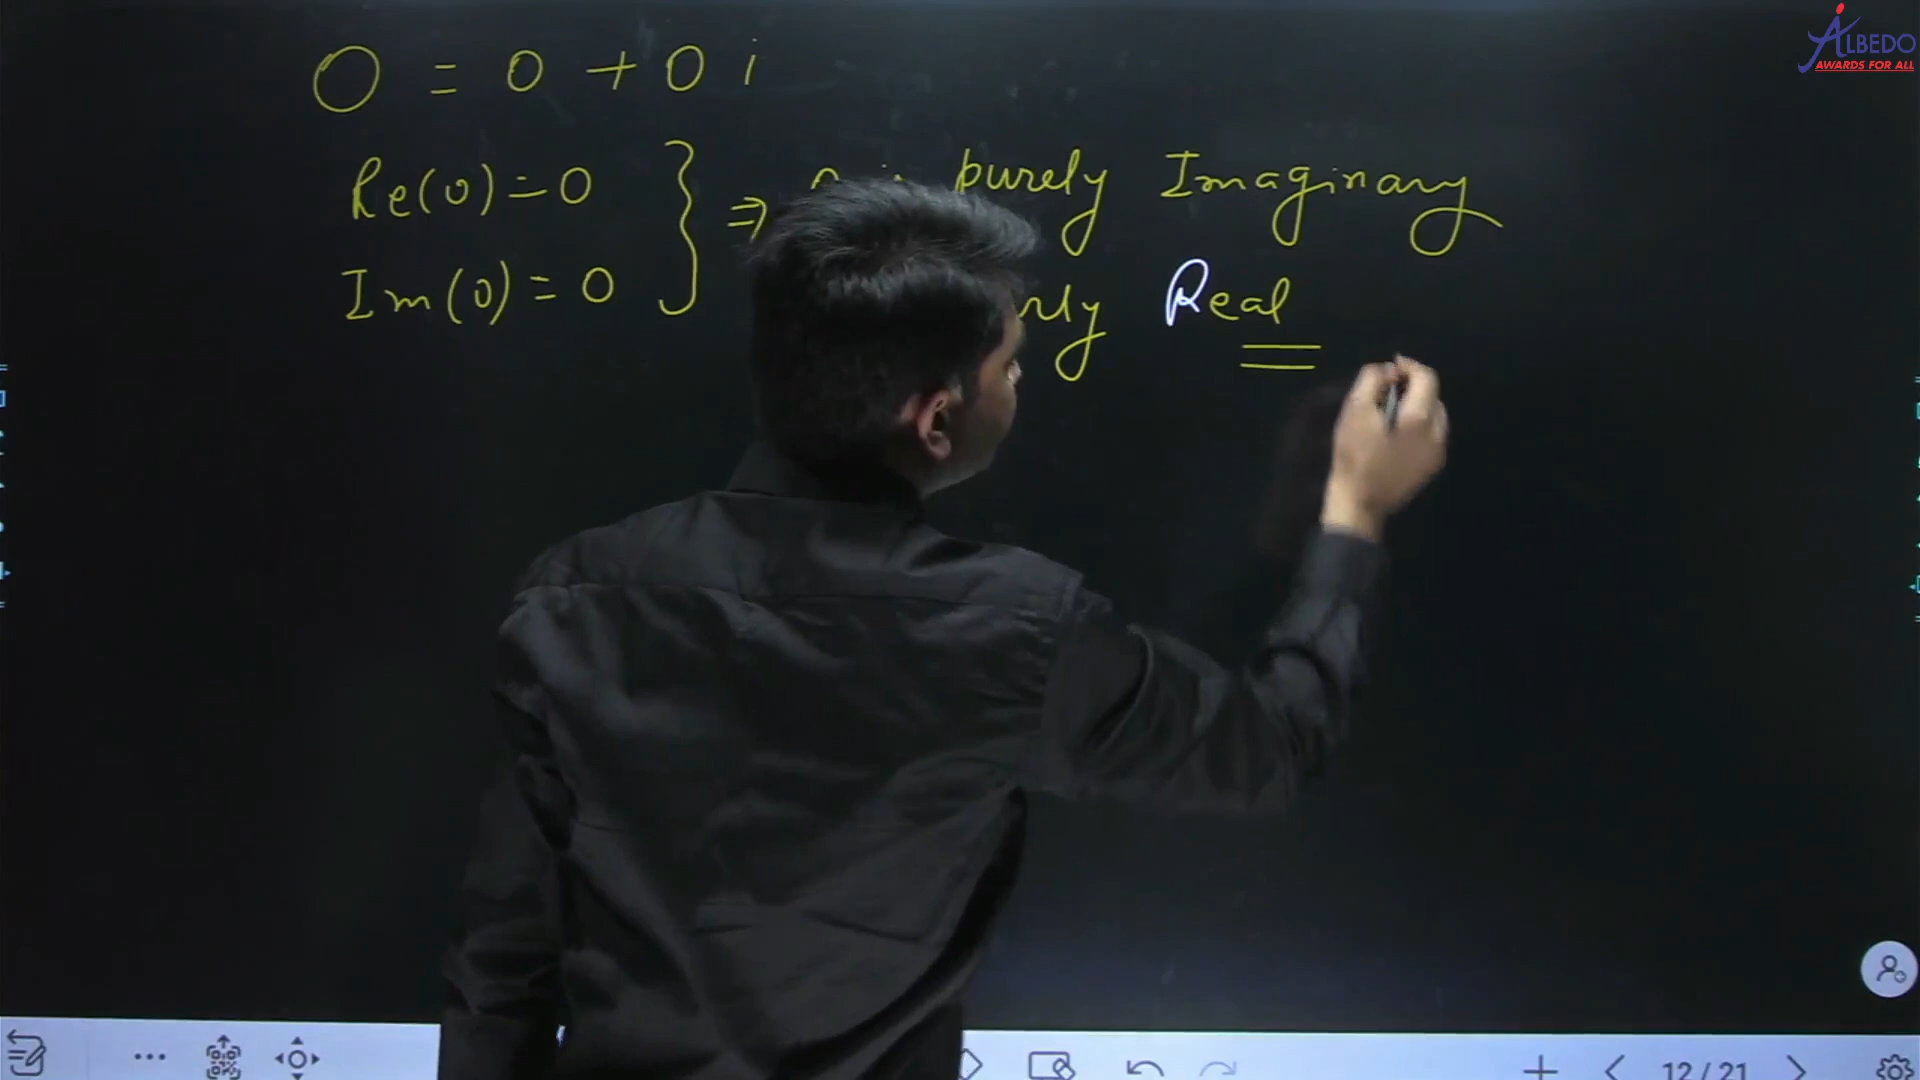 ALBEDO
AWARDS FOR ALL
0 = 0 + 0 i
Re(0) = 0
Im(0) = 0
} ⇒ purely Imaginary
Real
12 / 21